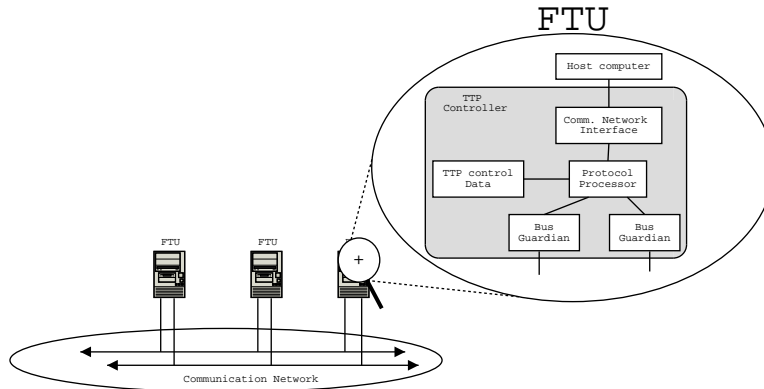 FTU
Host computer
TTP
Controller
Comm. Network
Interface
TTP control
Data
Protocol
Processor
Bus
Guardian
Bus
Guardian
FTU
FTU
+
Communication Network